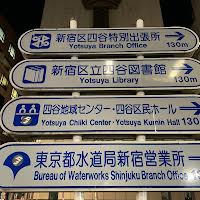 新宿区四谷特別出張所
Yotsuya Branch Office 130m
新宿区立四谷図書館
Yotsuya Library 130m
四谷地域センター・四谷区民ホール
Yotsuya Chiiki Center・Yotsuya Kumin Hall 130m
東京都水道局新宿営業所
Bureau of Waterworks Shinjuku Branch Office